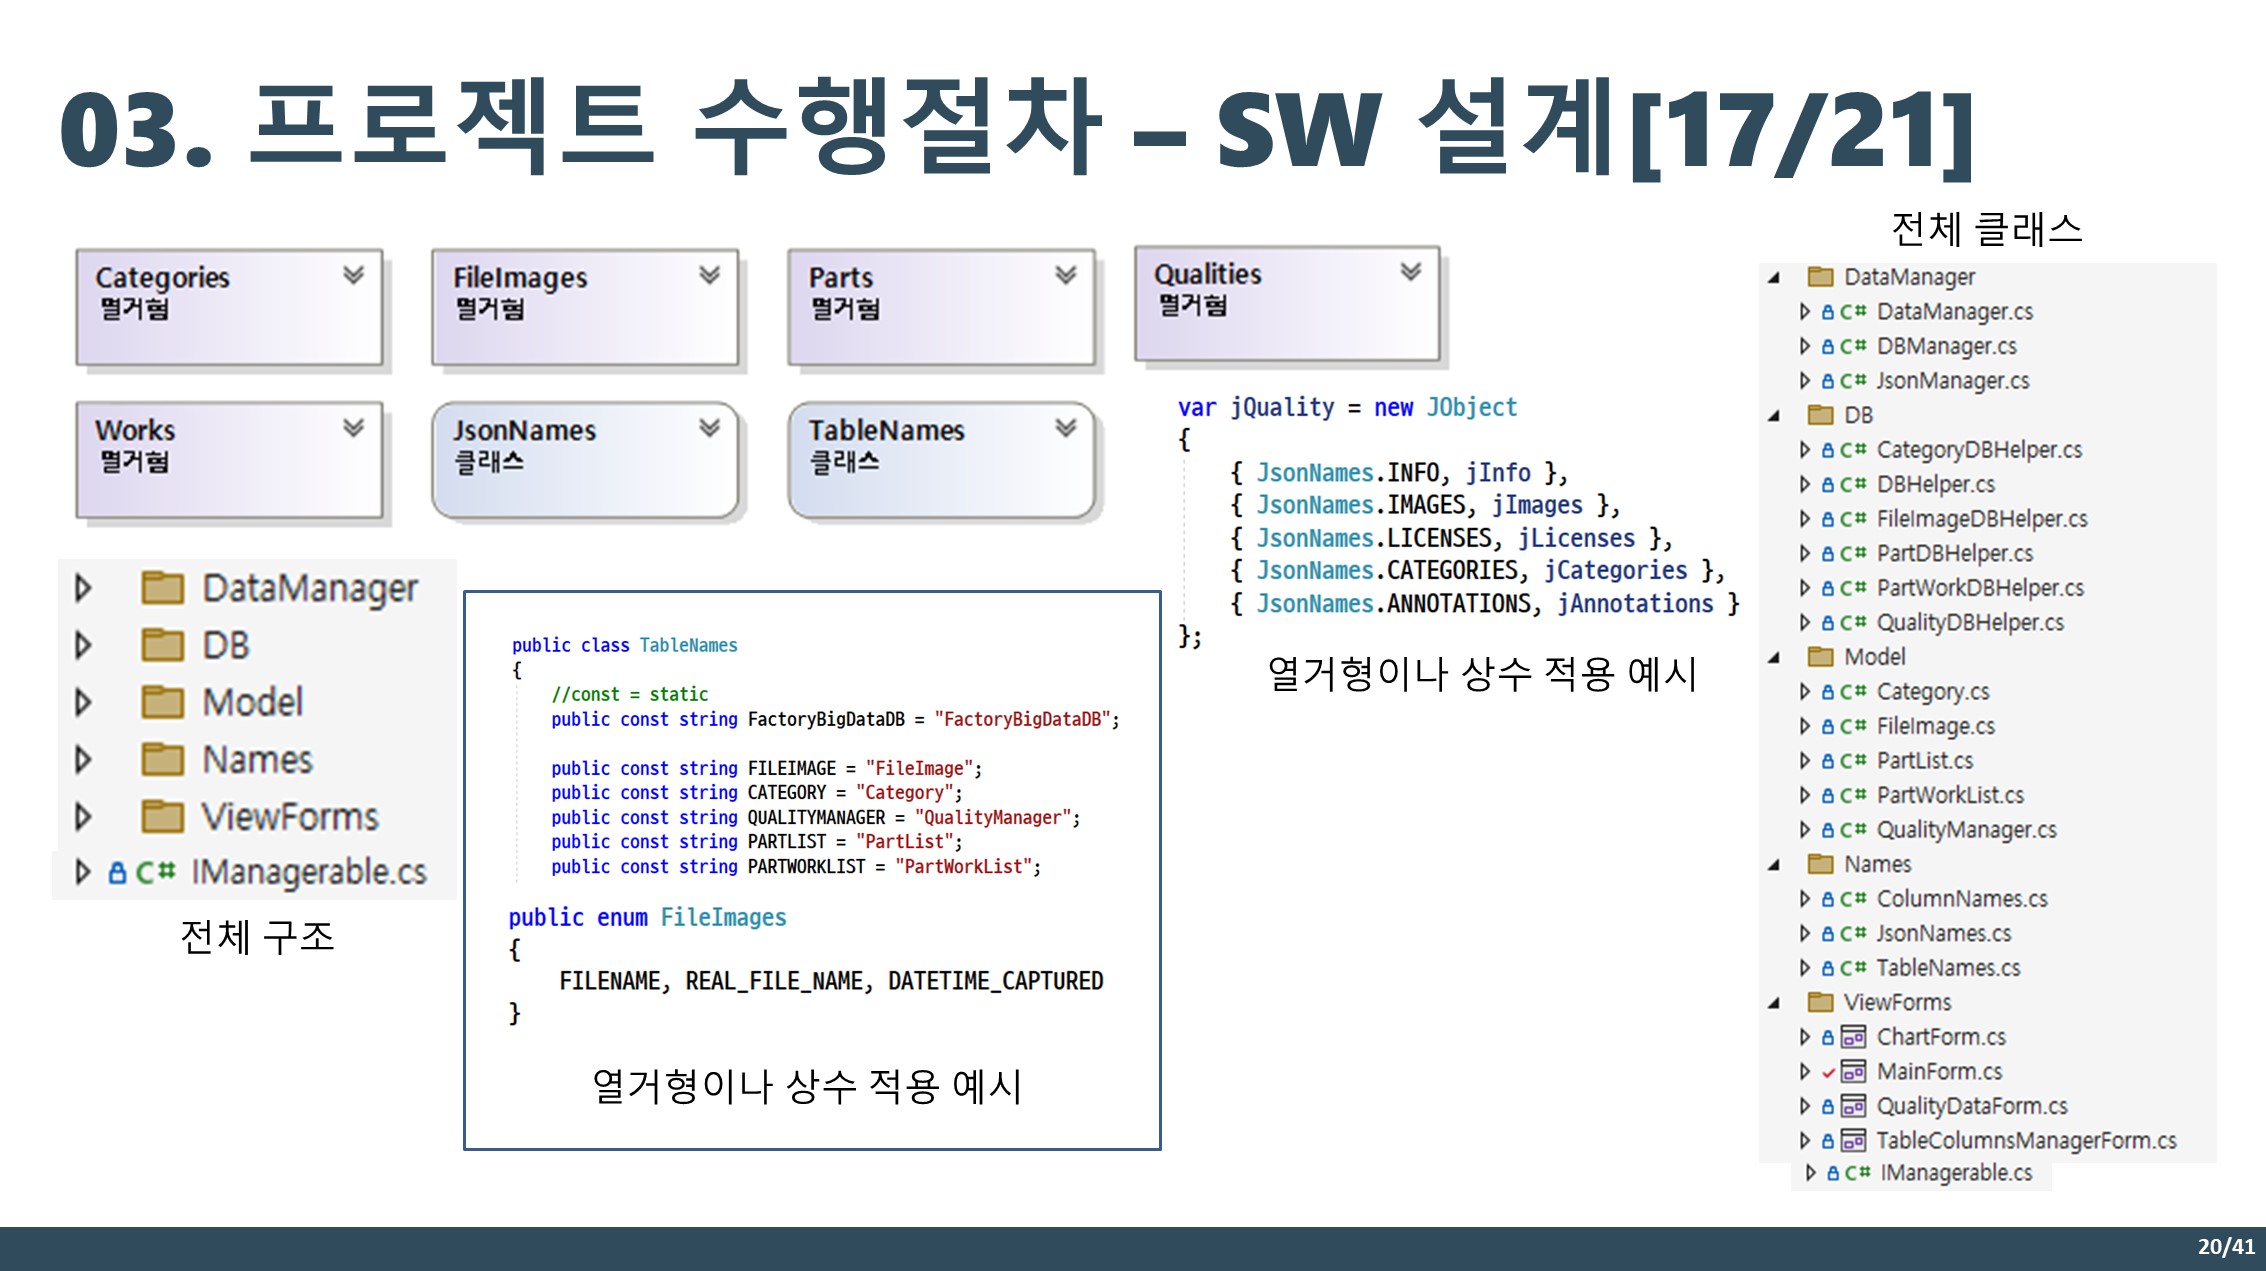 03. 프로젝트 수행절차 – SW 설계[17/21]
Categories
열거형
FileImages
열거형
Parts
열거형
Qualities
열거형
Works
열거형
JsonNames
클래스
TableNames
클래스
DataManager
DB
Model
Names
ViewForms
C# IManagerable.cs
전체 구조
public class TableNames
{
//const = static
public const string FactoryBigDataDB = "FactoryBigDataDB";
public const string FILEIMAGE = "FileImage";
public const string CATEGORY = "Category";
public const string QUALITYMANAGER = "QualityManager";
public const string PARTLIST = "PartList";
public const string PARTWORKLIST = "PartWorkList";
public enum FileImages
{
FILENAME, REAL_FILE_NAME, DATETIME_CAPTURED
}
열거형이나 상수 적용 예시
var jQuality = new JObject
{
{ JsonNames.INFO, jInfo },
{ JsonNames.IMAGES, jImages },
{ JsonNames.LICENSES, jLicenses },
{ JsonNames.CATEGORIES, jCategories },
{ JsonNames.ANNOTATIONS, jAnnotations }
};
열거형이나 상수 적용 예시
전체 클래스
DataManager
C# DataManager.cs
C# DBManager.cs
C# JsonManager.cs
DB
C# CategoryDBHelper.cs
C# DBHelper.cs
C# FileImageDBHelper.cs
C# PartDBHelper.cs
C# PartWorkDBHelper.cs
C# QualityDBHelper.cs
Model
C# Category.cs
C# FileImage.cs
C# PartList.cs
C# PartWorkList.cs
C# QualityManager.cs
Names
C# ColumnNames.cs
C# JsonNames.cs
C# TableNames.cs
ViewForms
ChartForm.cs
MainForm.cs
QualityDataForm.cs
TableColumnsManagerForm.cs
C# IManagerable.cs
20/41